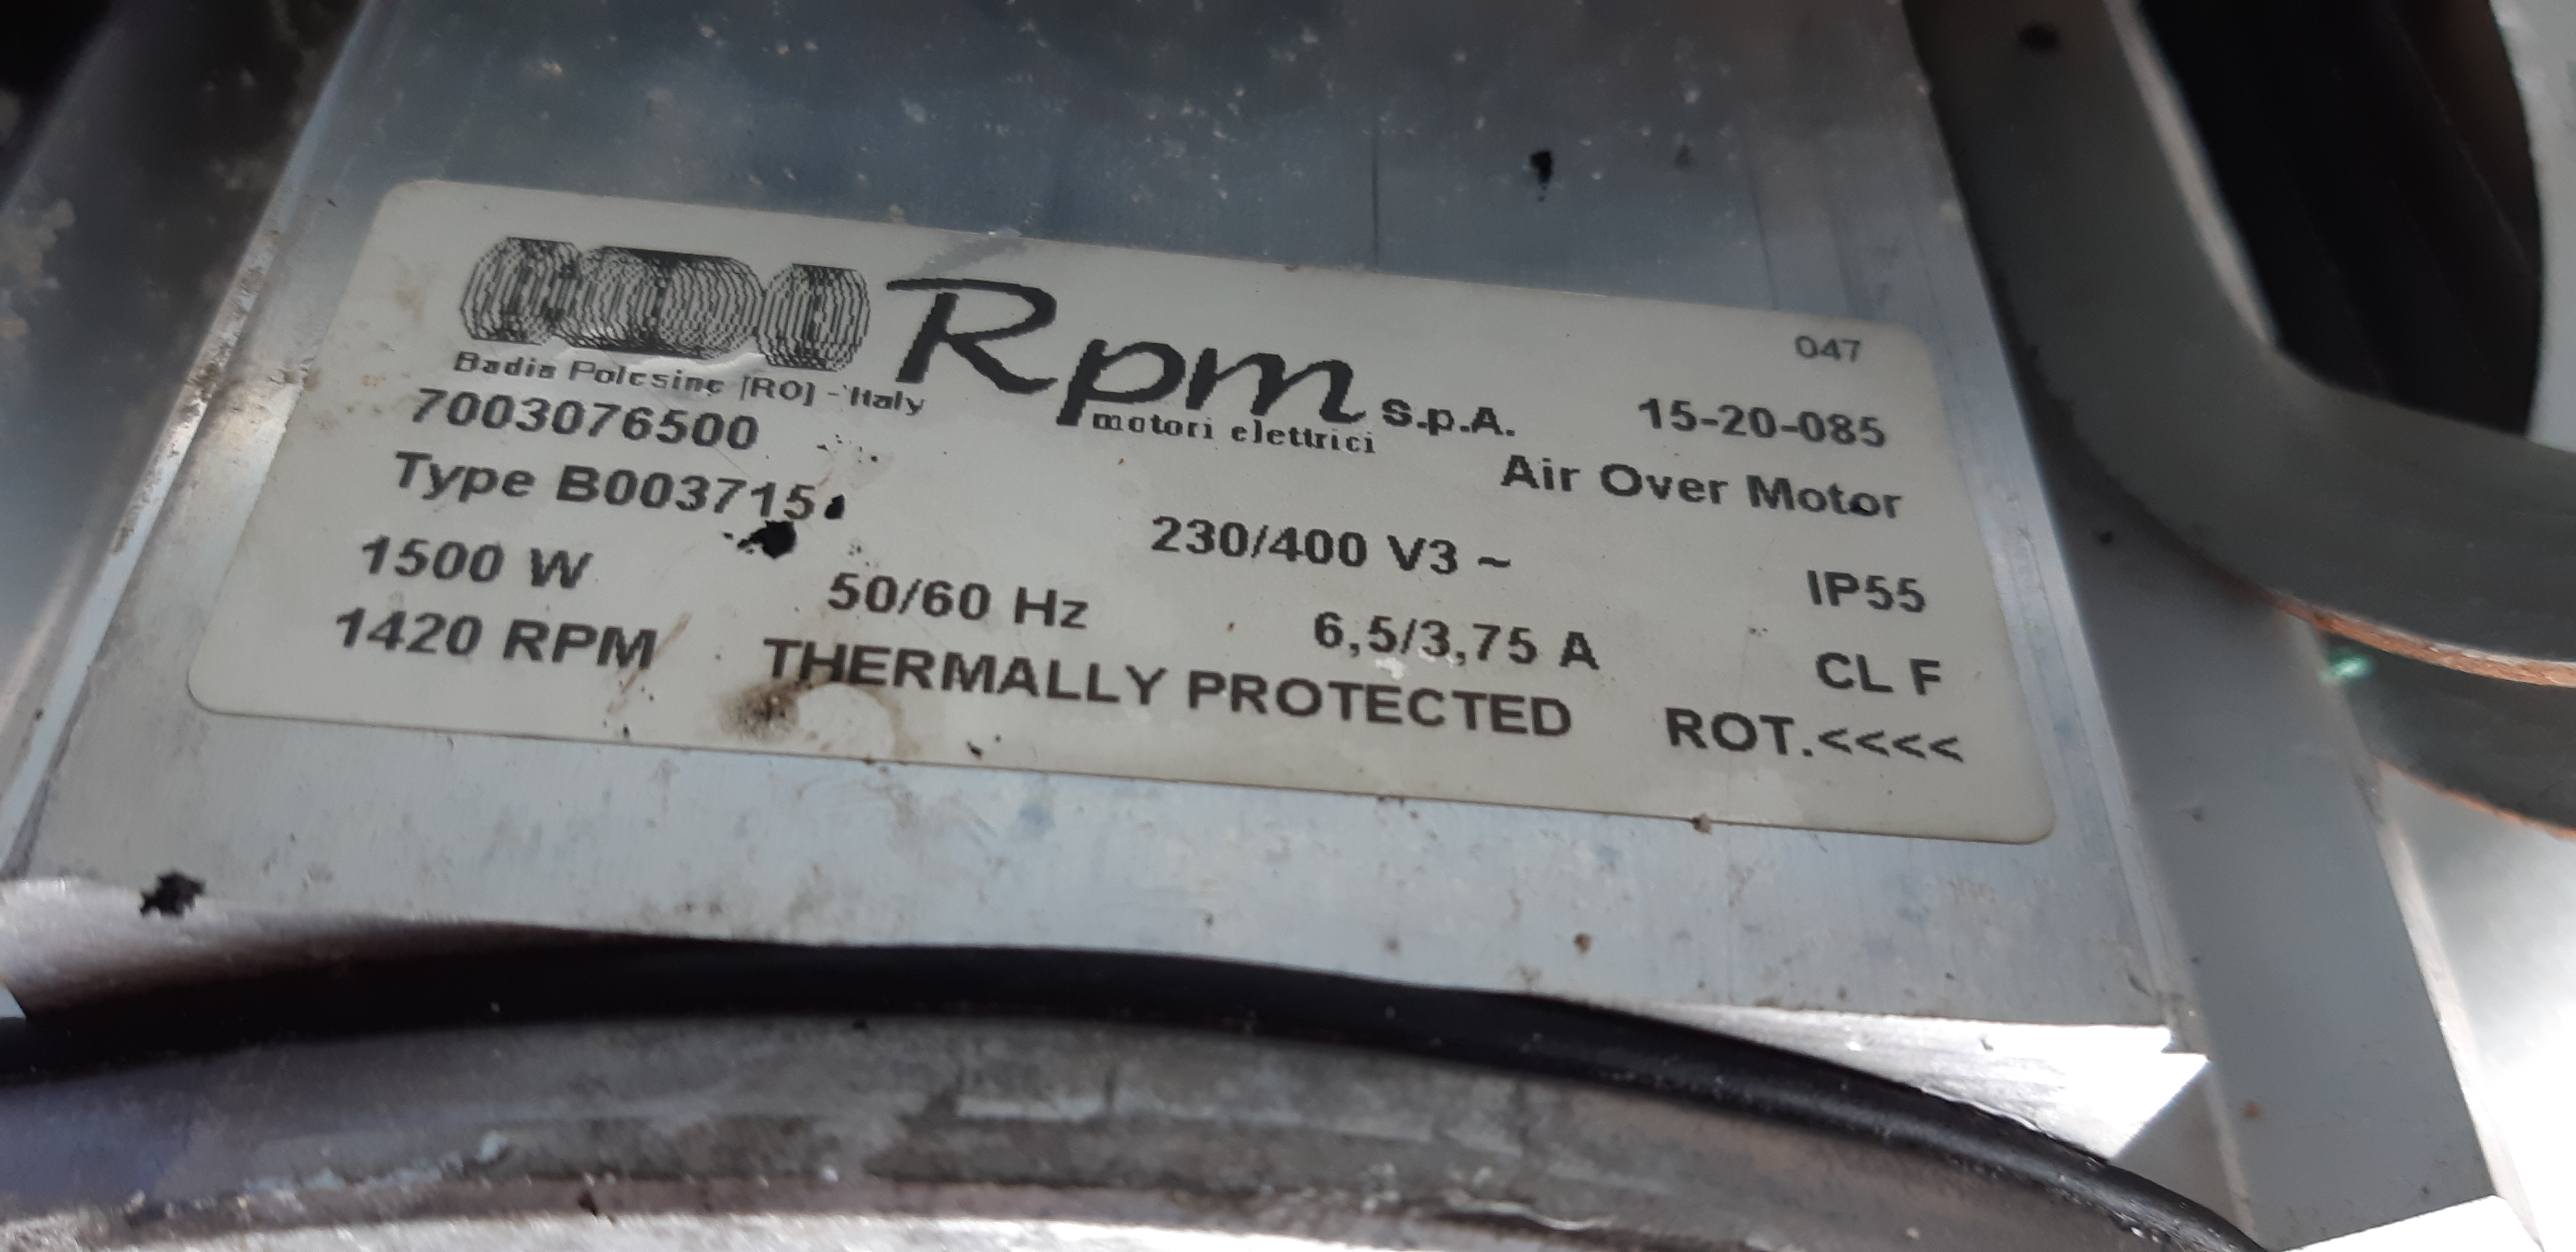 047
Rpm S.p.A.
motori elettrici
Badia Polesine [RO] - Italy
15-20-085
7003076500
Air Over Motor
Type B003715
230/400 V3 ~
IP55
1500 W
50/60 Hz
6,5/3,75 A
CL F
1420 RPM
THERMALLY PROTECTED
ROT.<<<<